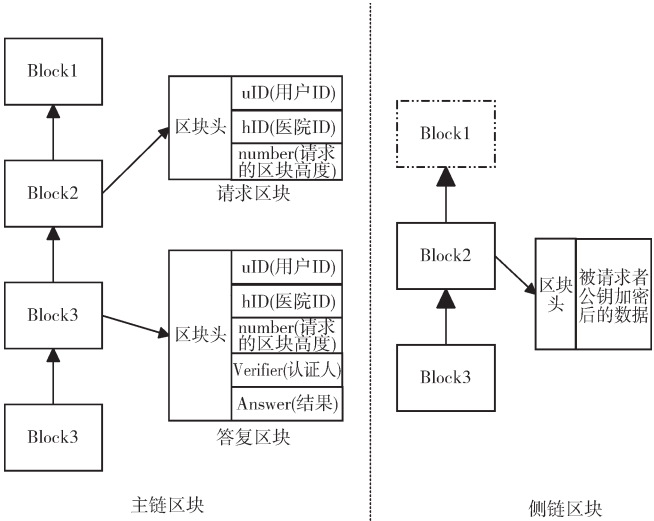 Block1
Block2
Block3
Block3
区块头
uID(用户ID)
hID(医院ID)
number(请求
的区块高度)
请求区块
区块头
uID(用户ID)
hID(医院ID)
number(请求
的区块高度)
Verifier(认证人)
Answer(结果)
答复区块
主链区块
Block1
Block2
Block3
区块
头
被请求者
公钥加密
后的数据
侧链区块